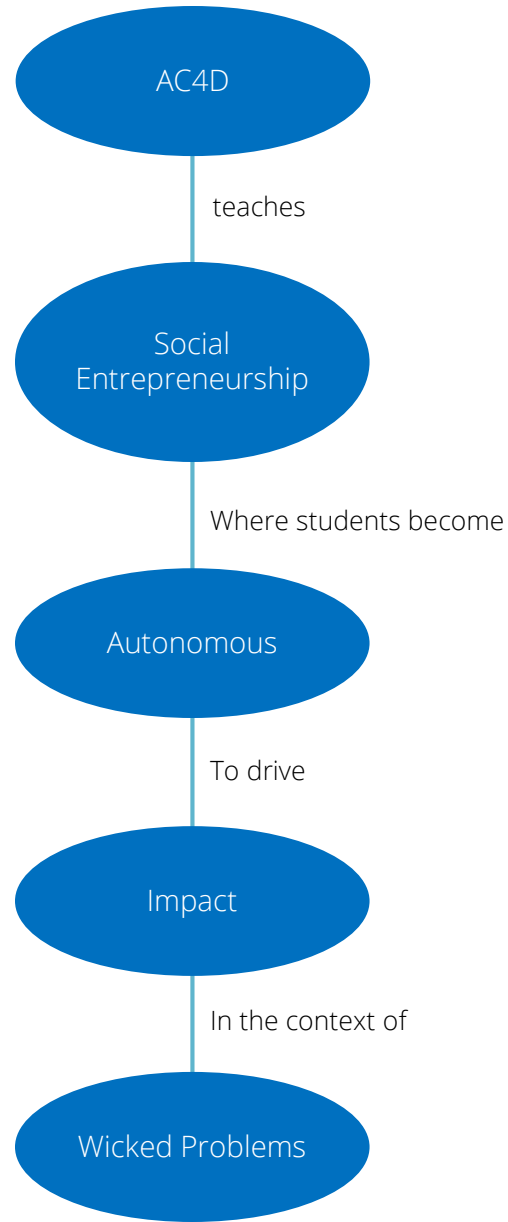 AC4D
teaches
Social
Entrepreneurship
Where students become
Autonomous
To drive
Impact
In the context of
Wicked Problems